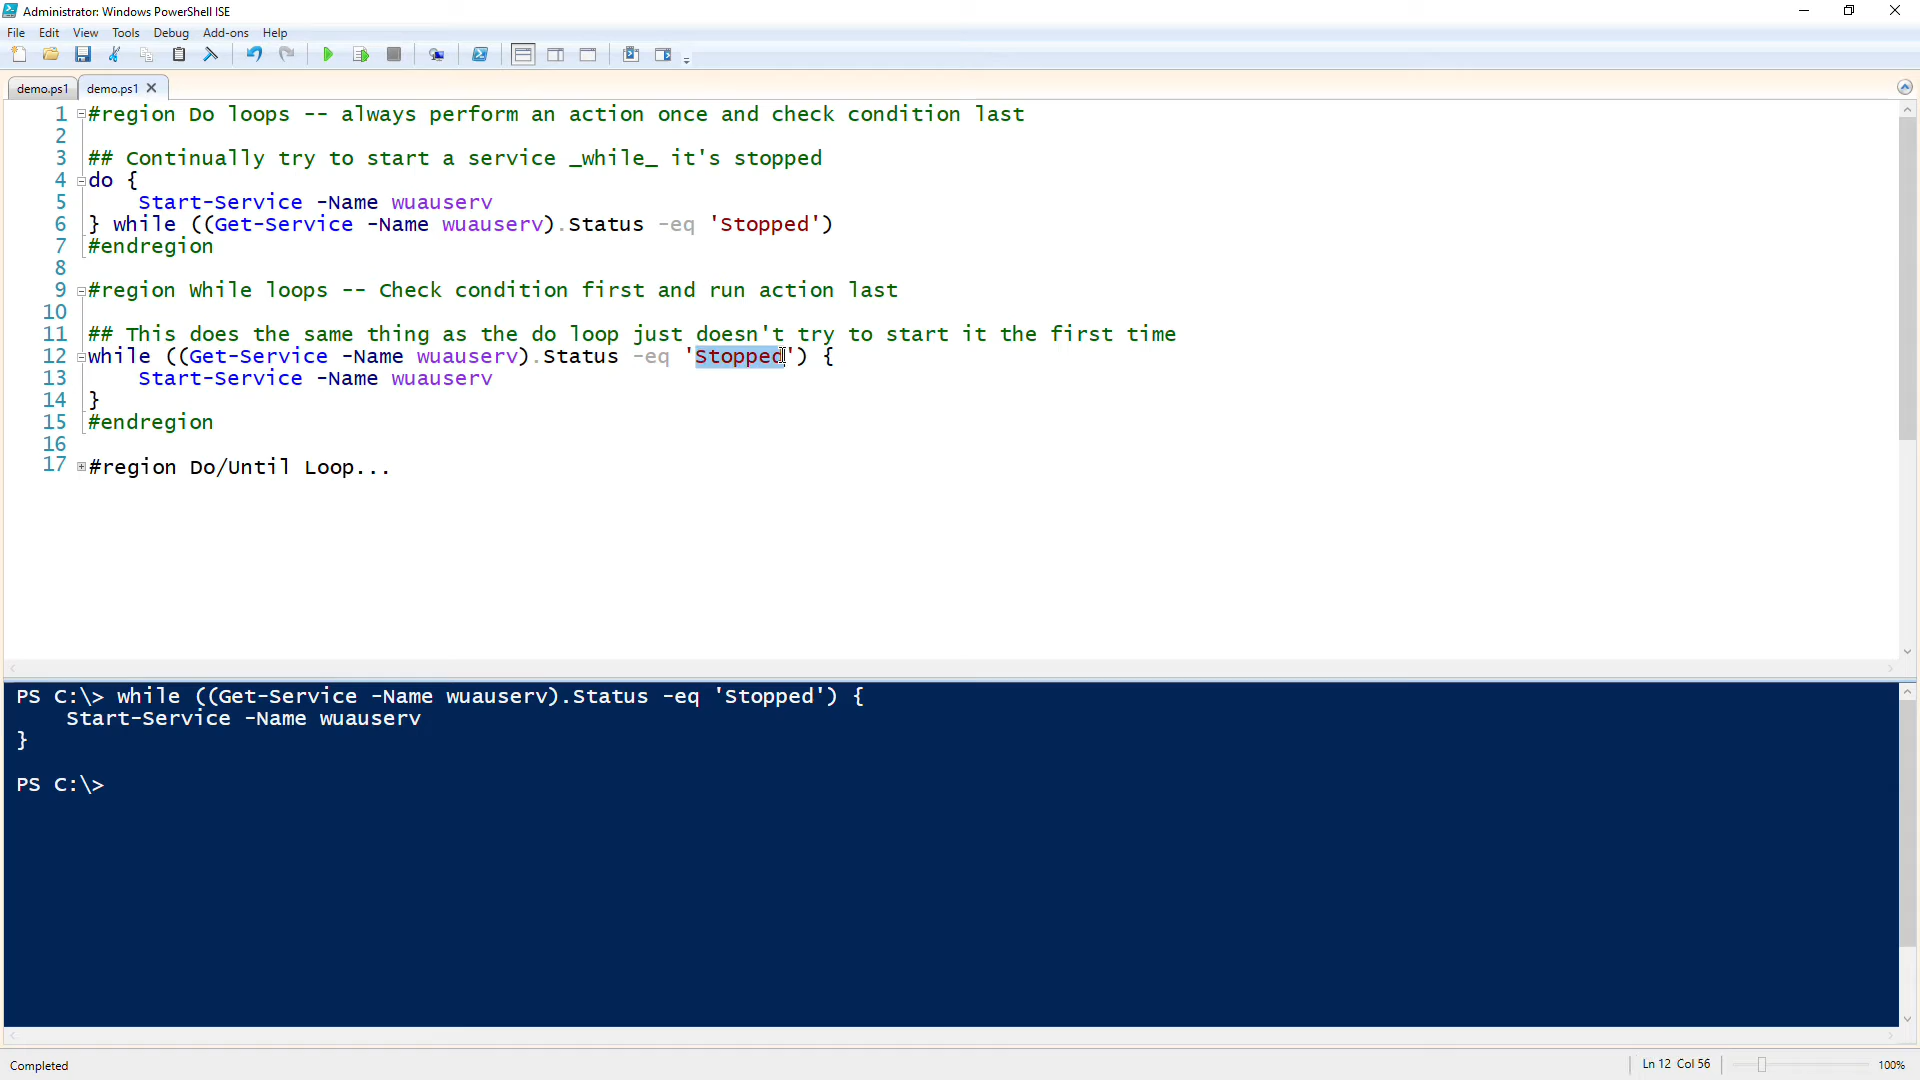 Administrator: Windows PowerShell ISE
File Edit View Tools Debug Add-ons Help
demo.ps1 demo.ps1
1 #region Do loops -- always perform an action once and check condition last
2
3 ## Continually try to start a service _while_ it's stopped
4 do {
5 Start-Service -Name wuauserv
6 } while ((Get-Service -Name wuauserv).Status -eq 'Stopped')
7 #endregion
8
9 #region While loops -- Check condition first and run action last
10
11 ## This does the same thing as the do loop just doesn't try to start it the first time
12 while ((Get-Service -Name wuauserv).Status -eq 'Stopped') {
13 Start-Service -Name wuauserv
14 }
15 #endregion
16
17 #region Do/Until Loop...
PS C:\> while ((Get-Service -Name wuauserv).Status -eq 'Stopped') {
Start-Service -Name wuauserv
}
PS C:\>
Completed Ln 12 Col 56 100%